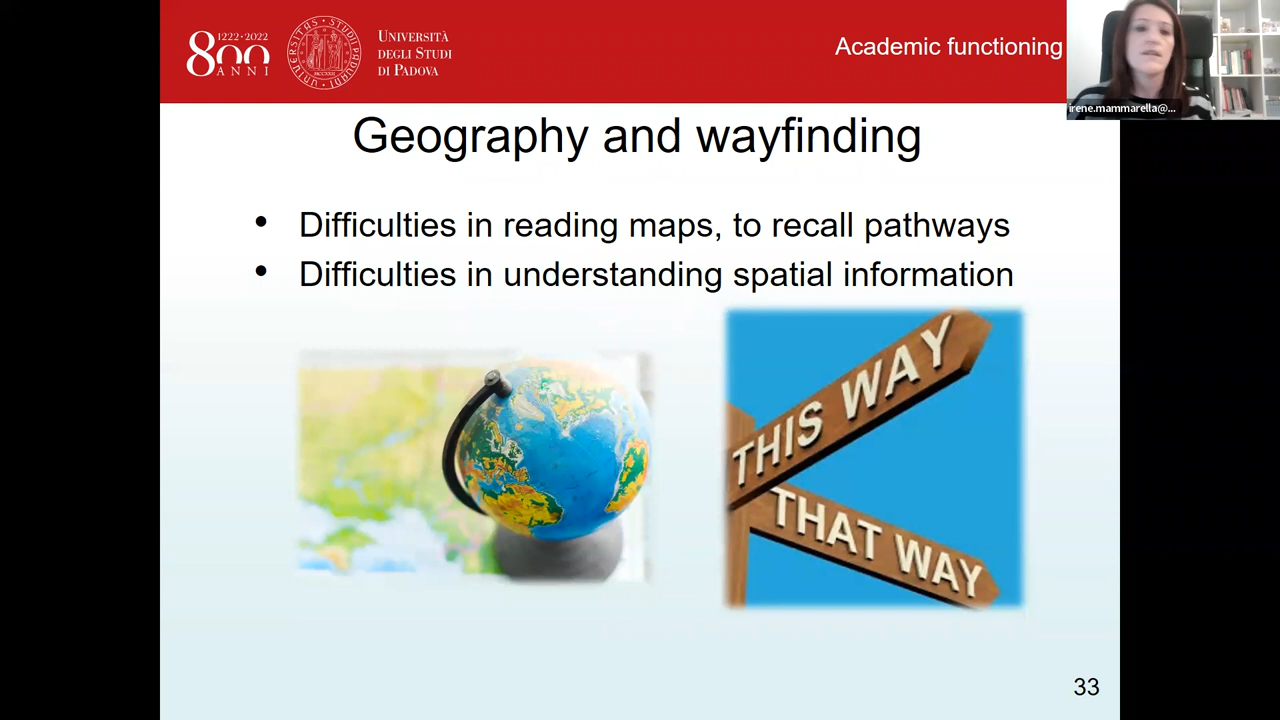 800
1222·2022
ANNI
UNIVERSITÀ
DEGLI STUDI
DI PADOVA
Academic functioning
irene.mammarella@...
Geography and wayfinding
• Difficulties in reading maps, to recall pathways
• Difficulties in understanding spatial information
THIS WAY
THAT WAY
33